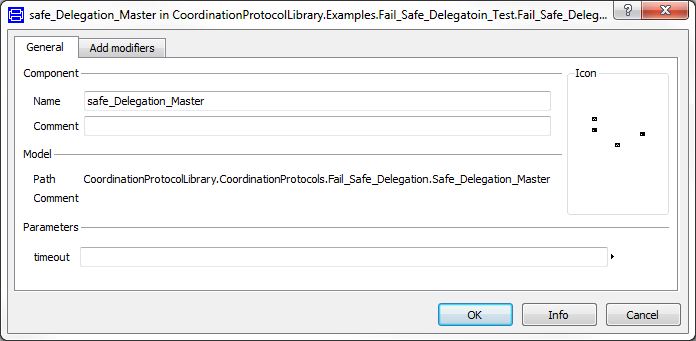 safe_Delegation_Master in CoordinationProtocolLibrary.Examples.Fail_Safe_Delegatoin_Test.Fail_Safe_Deleg...
General
Add modifiers
Component
Icon
Name safe_Delegation_Master
Comment
Model
Path CoordinationProtocolLibrary.CoordinationProtocols.Fail_Safe_Delegation.Safe_Delegation_Master
Comment
Parameters
timeout
OK
Info
Cancel